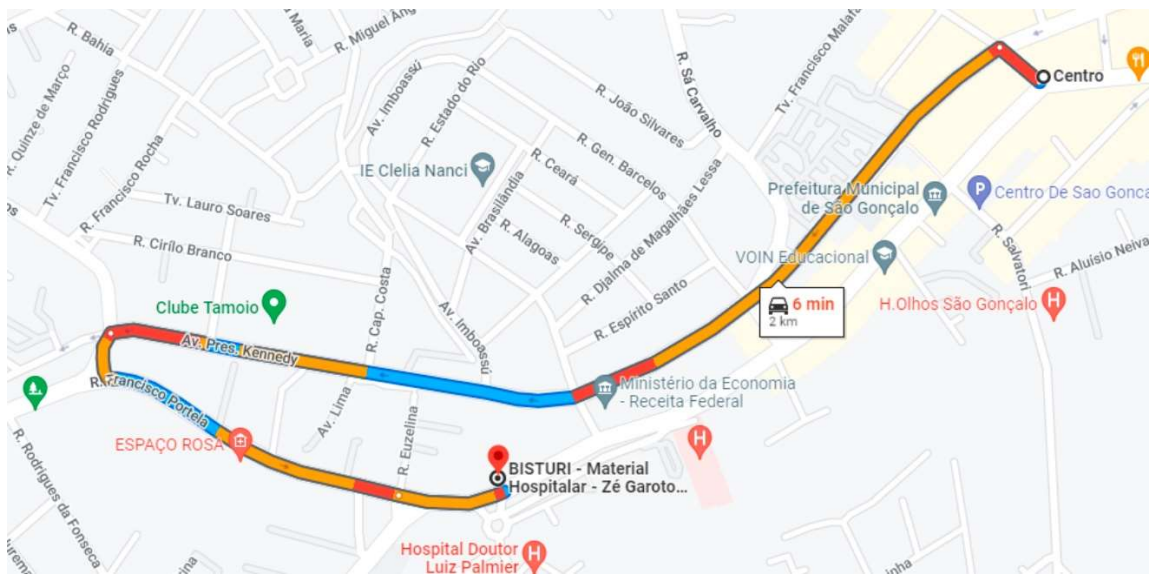 R. Bahia
R. Miguel Âng
Maria
R. Quinze de Março
Tv. Francisco Rodrigues
R. Francisco Rocha
Av. Imboassú
R. Estado do Rio
R. João Silvares
R. Sá Carvalho
Tv. Francisco Malafa
Centro
IE Clelia Nanci
R. Ceará
R. Gen. Barcelos
Av. Brasilândia
R. Alagoas
R. Sergipe
R. Djalma de Magalhães Lessa
Prefeitura Municipal
de São Gonçalo
Centro De Sao Gonca
Tv. Lauro Soares
R. Cirílo Branco
VOIN Educacional
R. Salvatori
R. Aluísio Neiva
Clube Tamoio
R. Cap. Costa
Av. Imboassú
R. Espírito Santo
6 min
2 km
H.Olhos São Gonçalo
Av. Pres. Kennedy
R. Francisco Portela
Av. Lima
R. Euzelina
Ministério da Economia
- Receita Federal
ESPAÇO ROSA
BISTURI - Material
Hospitalar - Zé Garoto...
R. Rodrigues da Fonseca
Hospital Doutor
Luiz Palmier